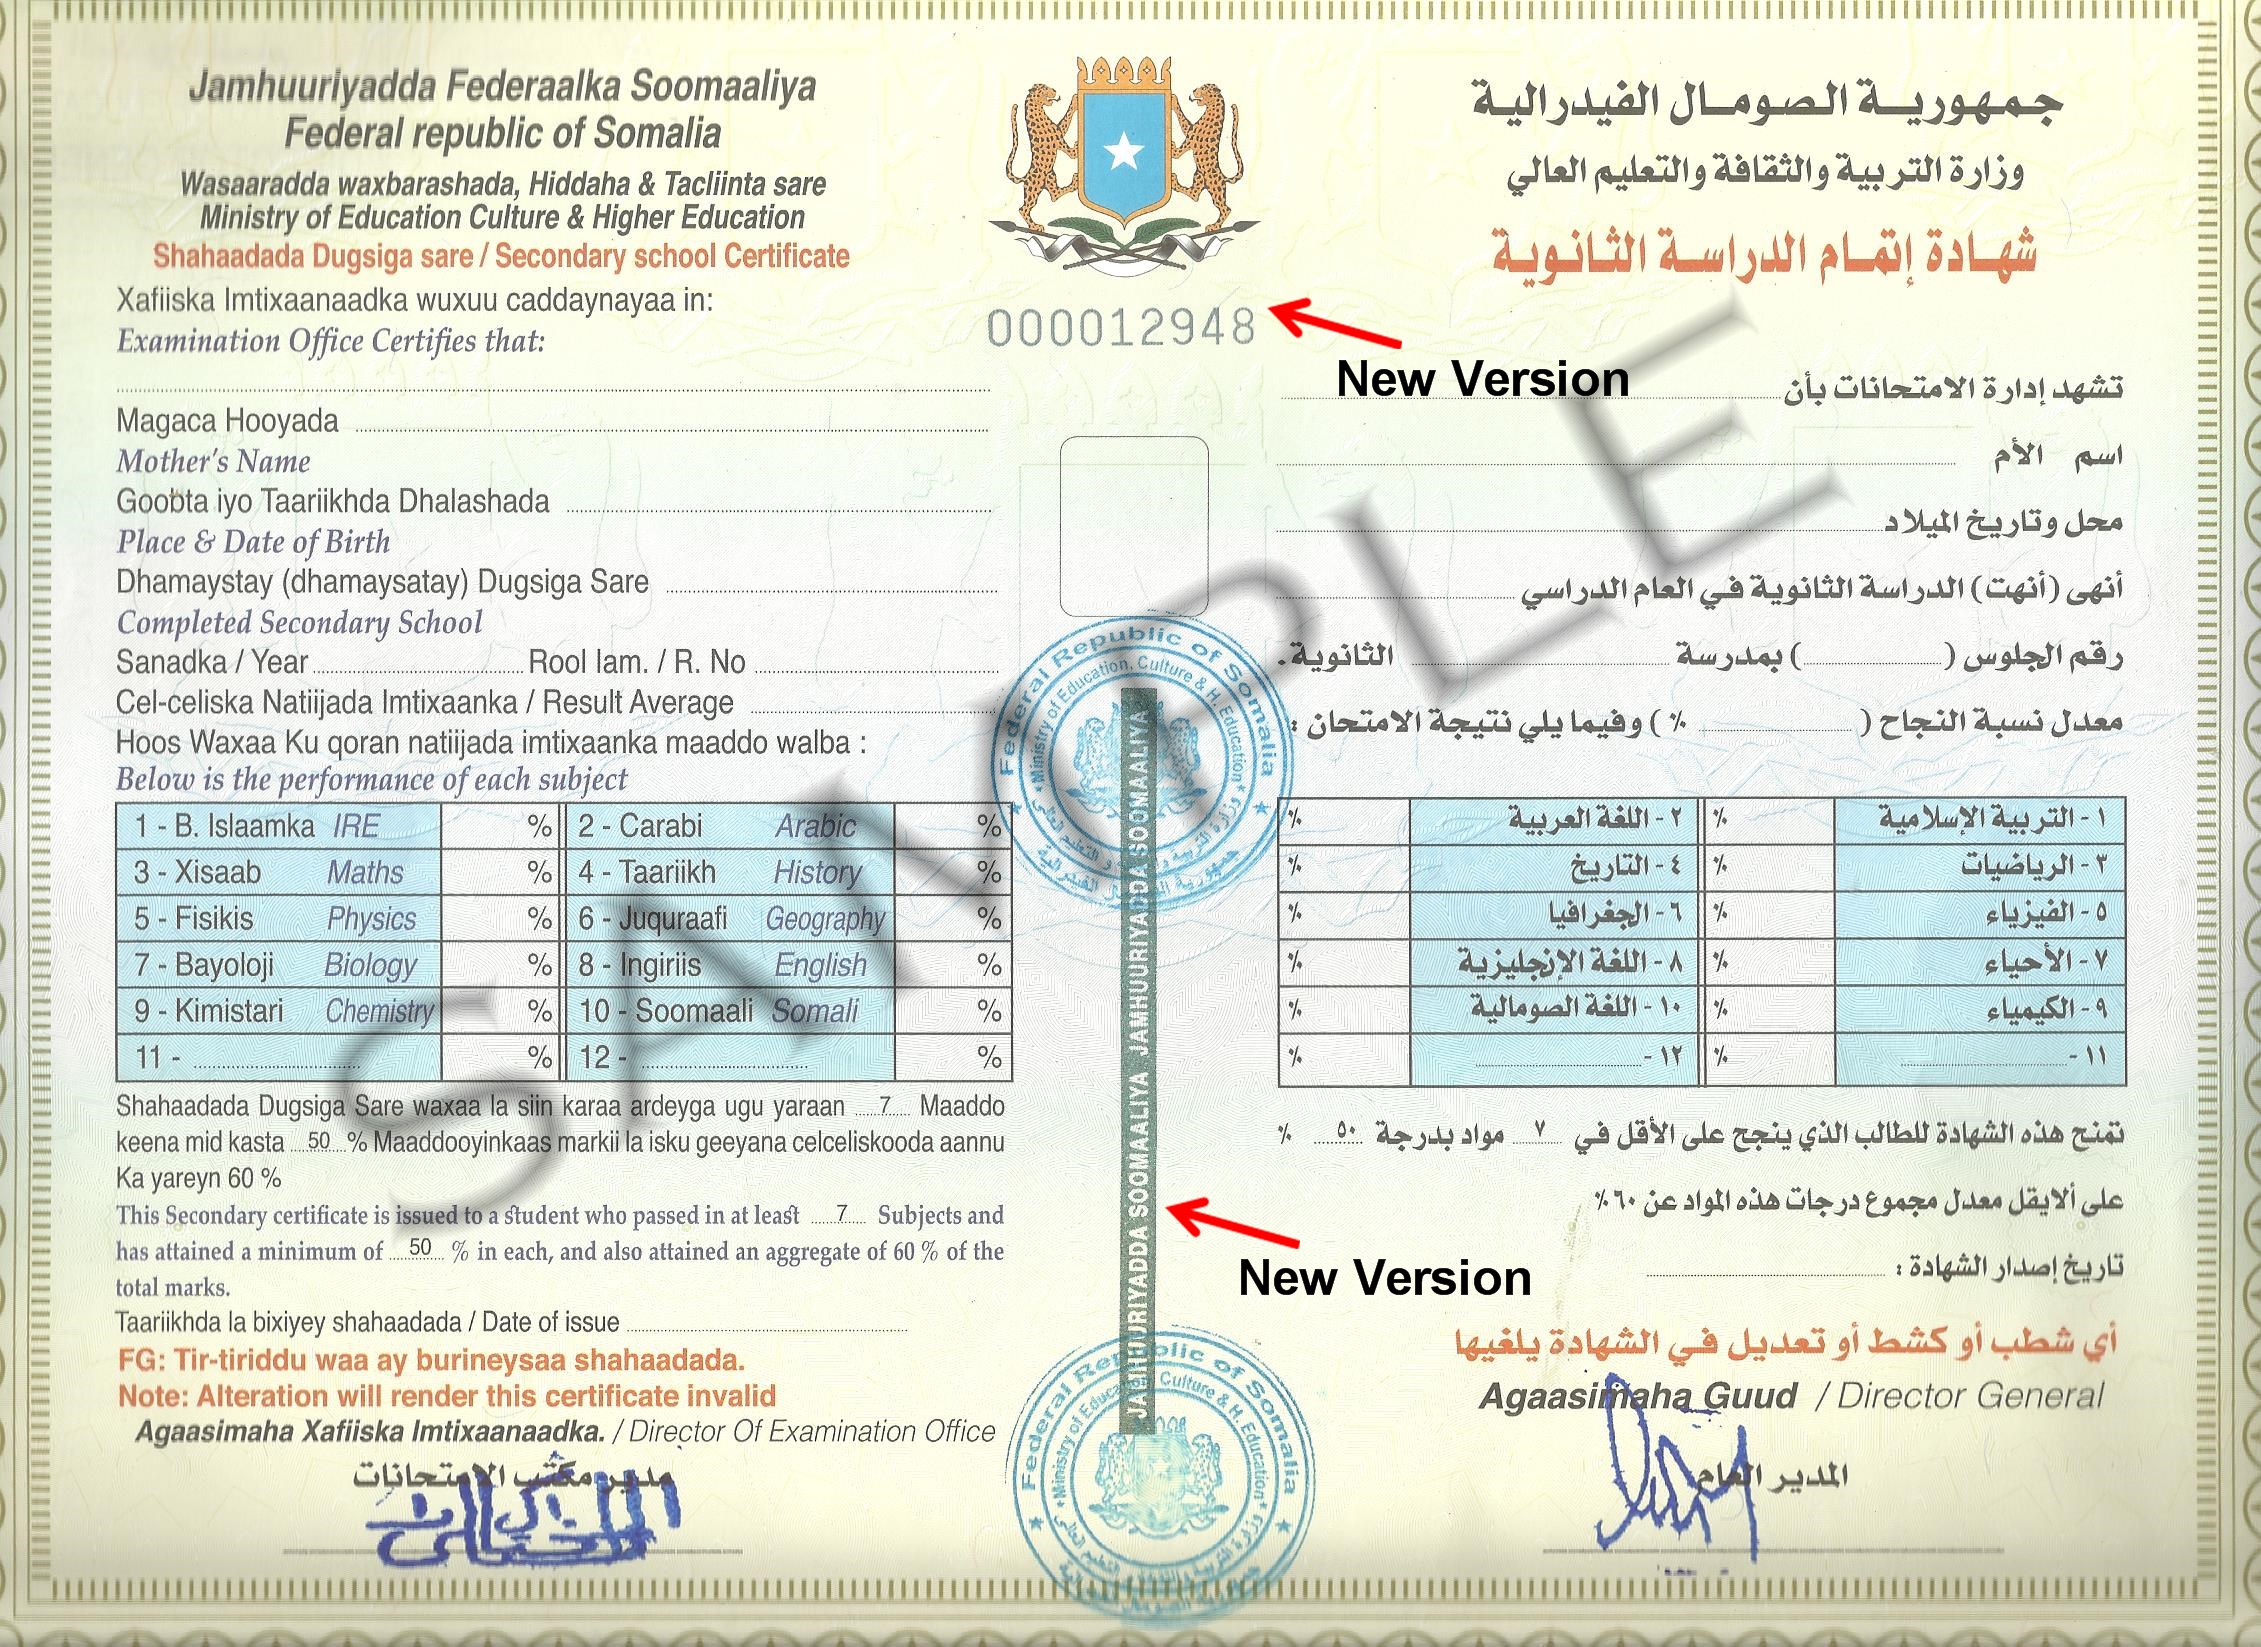 Jamhuuriyadda Federaalka Soomaaliya
Federal republic of Somalia
Wasaaradda waxbarashada, Hiddaha & Tacliinta sare
Ministry of Education Culture & Higher Education
Shahaadada Dugsiga sare / Secondary school Certificate
جمهورية الصومال الفيدرالية
وزارة التربية والثقافة والتعليم العالي
شهادة إتمام الدراسة الثانوية
000012948
New Version
Xafiiska Imtixaanaadka wuxuu caddaynayaa in:
Examination Office Certifies that:
Magaca Hooyada
Mother's Name
Goobta iyo Taariikhda Dhalashada
Place & Date of Birth
Dhamaystay (dhamaysatay) Dugsiga Sare
Completed Secondary School
Sanadka / Year Rool lam. / R. No
Cel-celiska Natiijada Imtixaanka / Result Average
Hoos Waxaa Ku qoran natiijada imtixaanka maaddo walba :
Below is the performance of each subject
1 - B. Islaamka IRE % 2 - Carabi Arabic %
3 - Xisaab Maths % 4 - Taariikh History %
5 - Fisikis Physics % 6 - Juquraafi Geography %
7 - Bayoloji Biology % 8 - Ingiriis English %
9 - Kimistari Chemistry % 10 - Soomaali Somali %
11 - % 12 - %
Shahaadada Dugsiga Sare waxaa la siin karaa ardeyga ugu yaraan 7 Maaddo
keena mid kasta 50 % Maaddooyinkaas markii la isku geeyana celceliskooda aannu
Ka yareyn 60 %
This Secondary certificate is issued to a student who passed in at least 7 Subjects and
has attained a minimum of 50 % in each, and also attained an aggregate of 60 % of the
total marks.
Taariikhda la bixiyey shahaadada / Date of issue
FG: Tir-tiriddu waa ay burineysaa shahaadada.
Note: Alteration will render this certificate invalid
Agaasimaha Xafiiska Imtixaanaadka. / Director Of Examination Office
مدير مكتب الامتحانات
تشهد إدارة الامتحانات بأن
اسم الأم
محل وتاريخ الميلاد
أنهى (أنهت) الدراسة الثانوية في العام الدراسي
رقم الجلوس ( ) بمدرسة الثانوية.
معدل نسبة النجاح ( ٪ ) وفيما يلي نتيجة الامتحان :
١- التربية الإسلامية ٪ ٢- اللغة العربية ٪
٣- الرياضيات ٪ ٤- التاريخ ٪
٥- الفيزياء ٪ ٦- الجغرافيا ٪
٧- الأحياء ٪ ٨- اللغة الإنجليزية ٪
٩- الكيمياء ٪ ١٠- اللغة الصومالية ٪
١١- ٪ ١٢- ٪
تمنح هذه الشهادة للطالب الذي ينجح على الأقل في ٧ مواد بدرجة ٥٠ ٪
على ألايقل معدل مجموع درجات هذه المواد عن ٦٠٪
تاريخ إصدار الشهادة :
أي شطب أو كشط أو تعديل في الشهادة يلغيها
Agaasimaha Guud / Director General
المدير العام
Federal Republic of Somalia
Ministry of Education, Culture & H. Education
JAMHUURIYADDA SOOMAALIYA JAMHUURIYADDA SOOMAALIYA
New Version
Federal Republic of Somalia
Ministry of Education, Culture & H. Education
SAMPLE